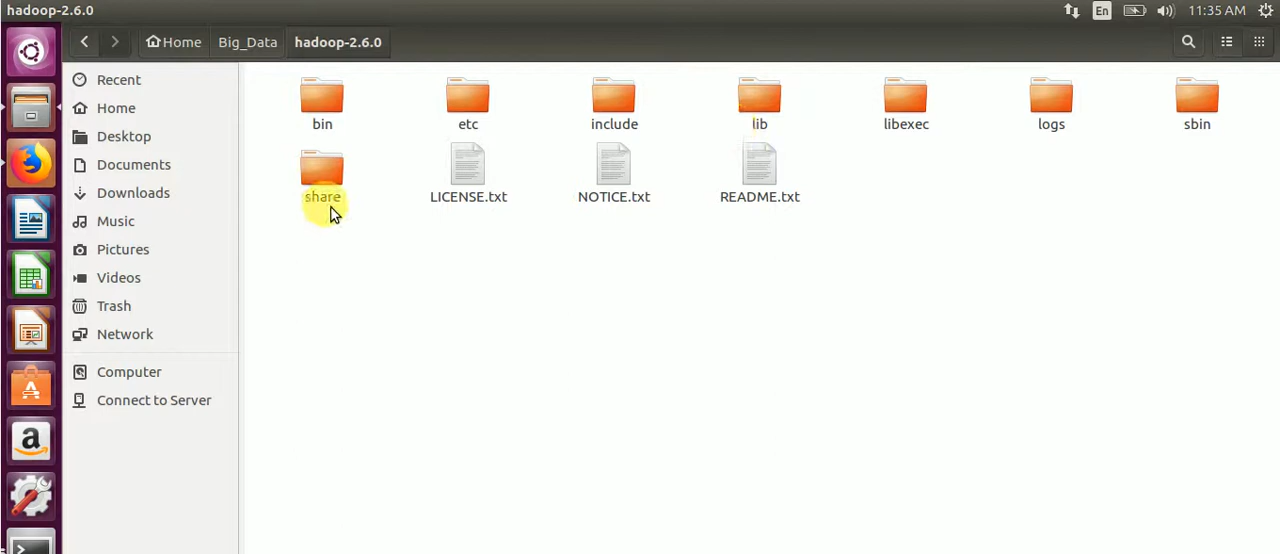 hadoop-2.6.0
En
11:35 AM
Home
Big_Data
hadoop-2.6.0
Recent
Home
Desktop
Documents
Downloads
Music
Pictures
Videos
Trash
Network
Computer
Connect to Server
bin
etc
include
lib
libexec
logs
sbin
share
LICENSE.txt
NOTICE.txt
README.txt